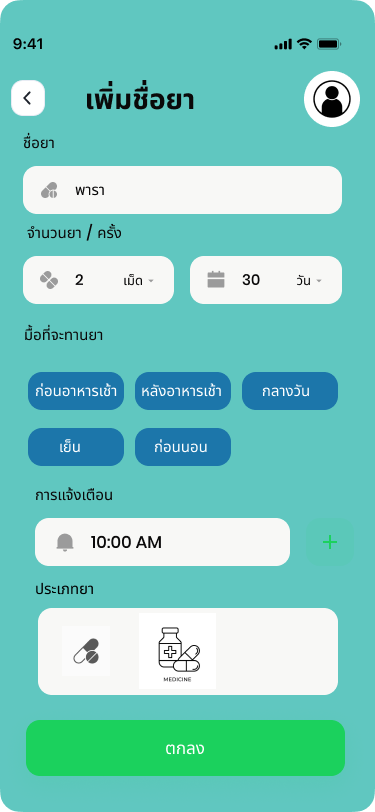 9:41
เพิ่มชื่อยา
ชื่อยา
พารา
จำนวนยา / ครั้ง
2 เม็ด 30 วัน
มื้อที่จะทานยา
ก่อนอาหารเช้า หลังอาหารเช้า กลางวัน
เย็น ก่อนนอน
การแจ้งเตือน
10:00 AM
ประเภทยา
MEDICINE
ตกลง